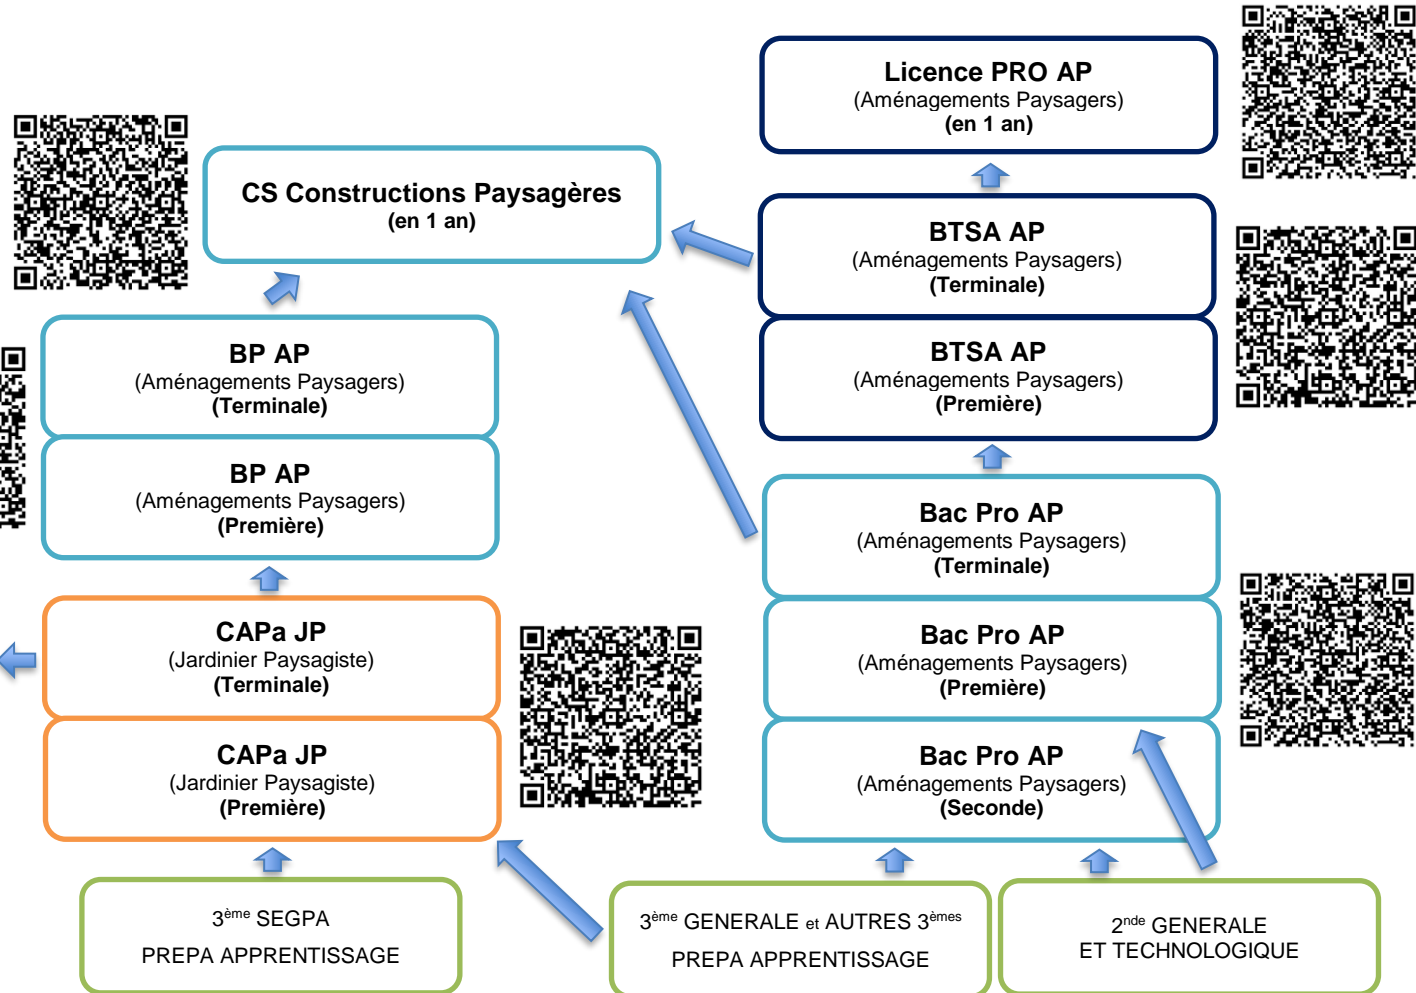 Licence PRO AP
(Aménagements Paysagers)
(en 1 an)
CS Constructions Paysagères
(en 1 an)
BTSA AP
(Aménagements Paysagers)
(Terminale)
BTSA AP
(Aménagements Paysagers)
(Première)
BP AP
(Aménagements Paysagers)
(Terminale)
BP AP
(Aménagements Paysagers)
(Première)
Bac Pro AP
(Aménagements Paysagers)
(Terminale)
Bac Pro AP
(Aménagements Paysagers)
(Première)
Bac Pro AP
(Aménagements Paysagers)
(Seconde)
CAPa JP
(Jardinier Paysagiste)
(Terminale)
CAPa JP
(Jardinier Paysagiste)
(Première)
3ème SEGPA
PREPA APPRENTISSAGE
3ème GENERALE et AUTRES 3èmes
PREPA APPRENTISSAGE
2nde GENERALE
ET TECHNOLOGIQUE